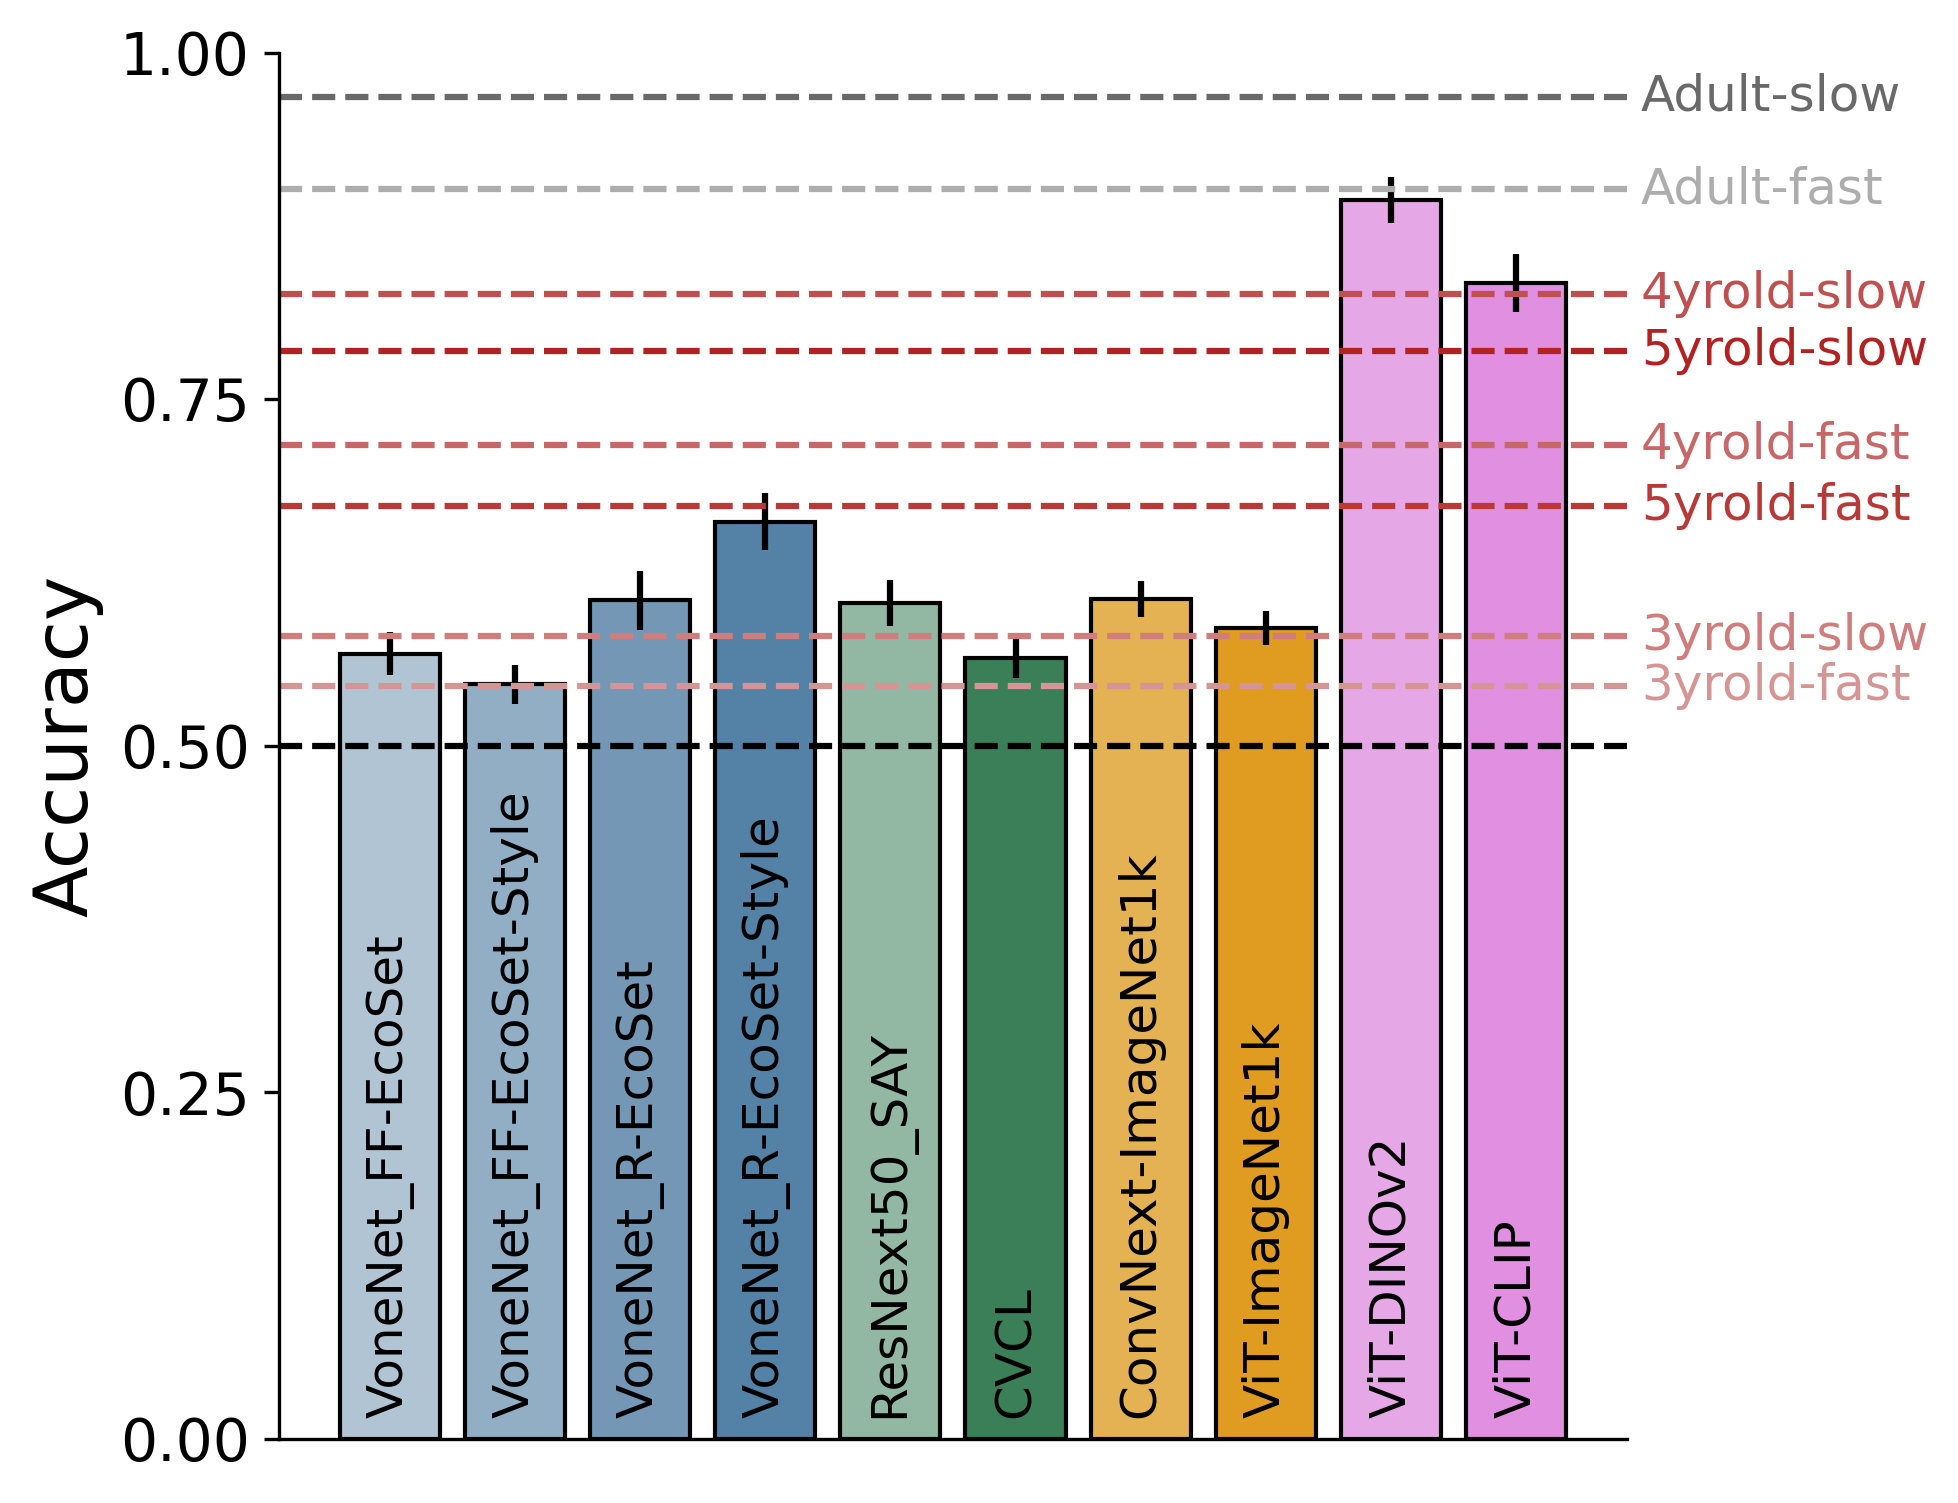 1.00
0.75
0.50
0.25
0.00
Accuracy
VoneNet_FF-EcoSet
VoneNet_FF-EcoSet-Style
VoneNet_R-EcoSet
VoneNet_R-EcoSet-Style
ResNext50_SAY
CVCL
ConvNext-ImageNet1k
ViT-ImageNet1k
ViT-DINOv2
ViT-CLIP
Adult-slow
Adult-fast
4yrold-slow
5yrold-slow
4yrold-fast
5yrold-fast
3yrold-slow
3yrold-fast